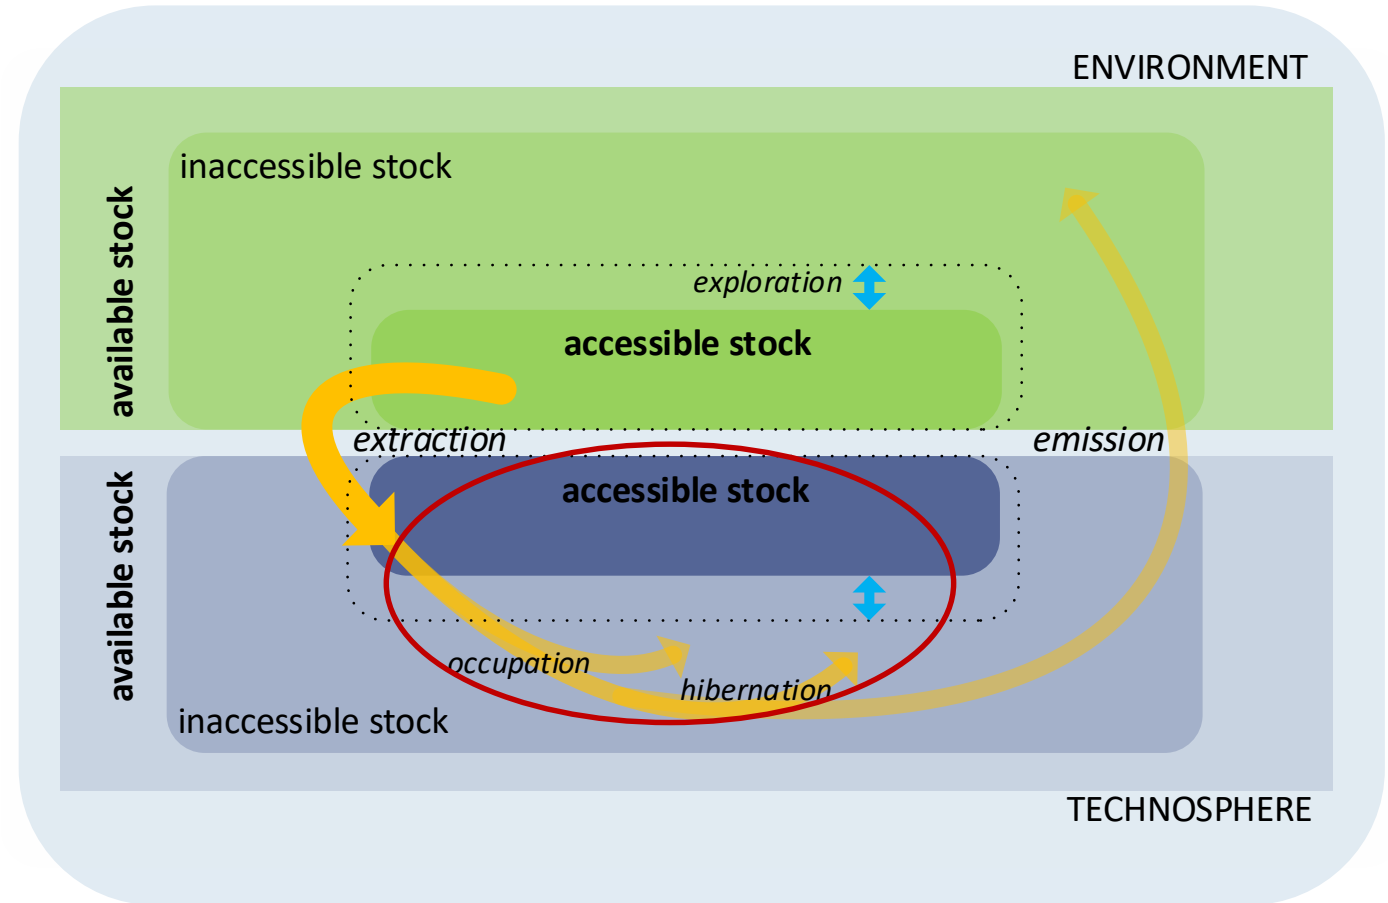 ENVIRONMENT
inaccessible stock
available stock
exploration
accessible stock
extraction
emission
accessible stock
available stock
occupation
hibernation
inaccessible stock
TECHNOSPHERE